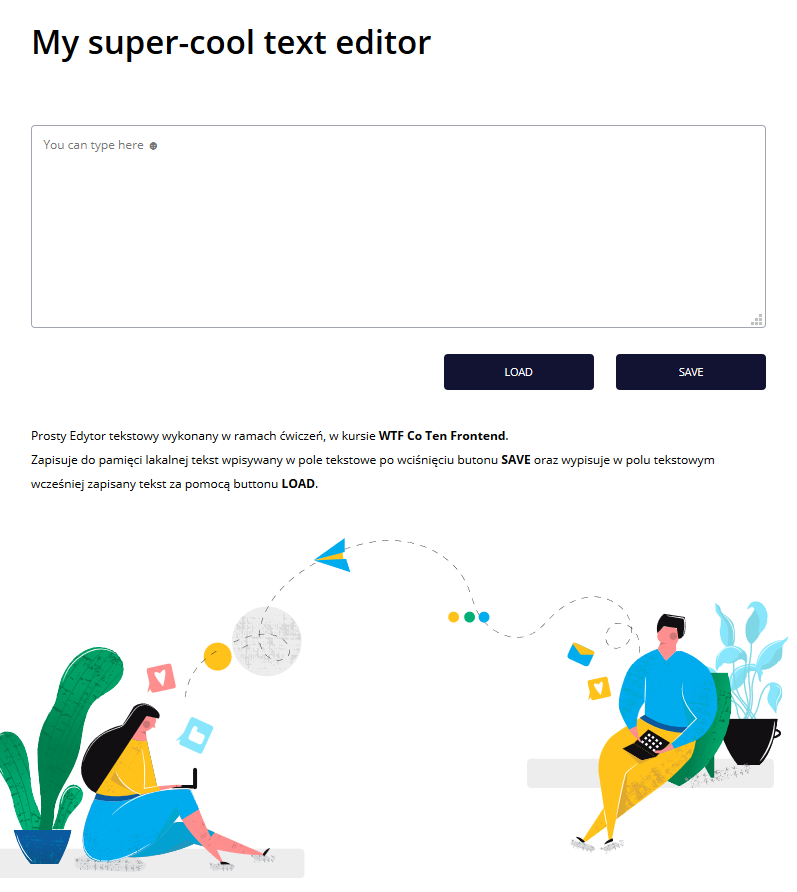 My super-cool text editor
You can type here ☻
LOAD
SAVE
Prosty Edytor tekstowy wykonany w ramach ćwiczeń, w kursie WTF Co Ten Frontend.
Zapisuje do pamięci lakalnej tekst wpisywany w pole tekstowe po wciśnięciu butonu SAVE oraz wypisuje w polu tekstowym
wcześniej zapisany tekst za pomocą buttonu LOAD.